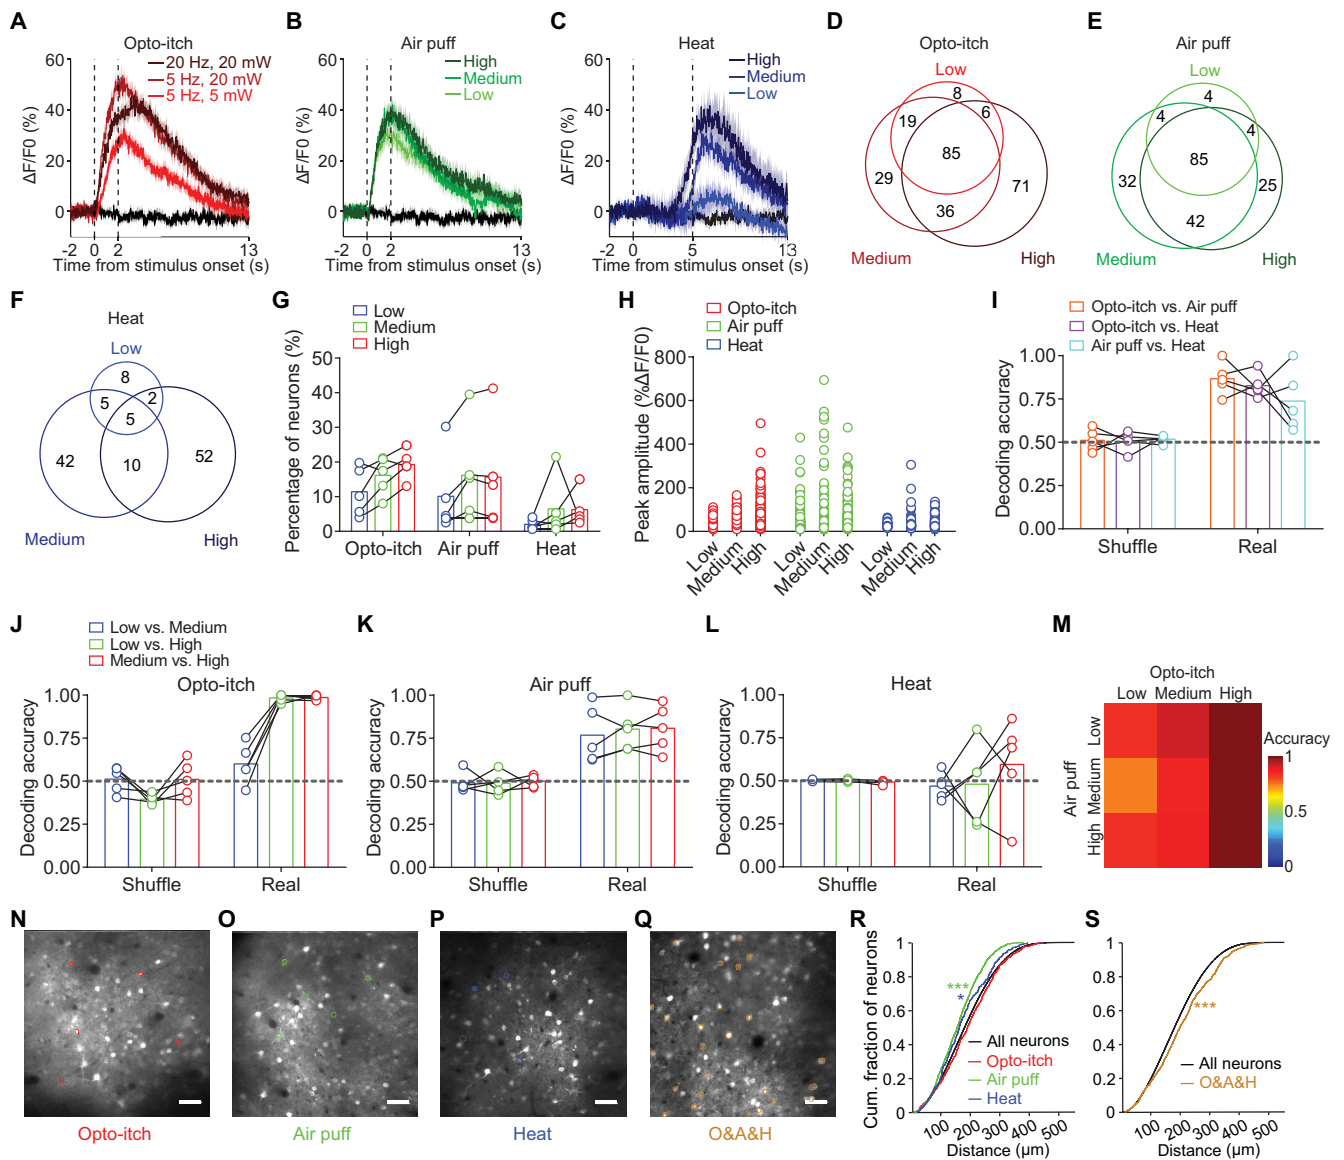 A
Opto-itch
20 Hz, 20 mW
5 Hz, 20 mW
5 Hz, 5 mW
ΔF/F0 (%)
60
40
20
0
-2 0 2 13
Time from stimulus onset (s)
B
Air puff
High
Medium
Low
ΔF/F0 (%)
60
40
20
0
-2 0 2 13
Time from stimulus onset (s)
C
Heat
High
Medium
Low
ΔF/F0 (%)
60
40
20
0
-2 0 5 13
Time from stimulus onset (s)
D
Opto-itch
Low
8
19
6
85
29
71
36
Medium
High
E
Air puff
Low
4
4
4
85
32
25
42
Medium
High
F
Heat
Low
8
5
2
5
42
10
52
Medium
High
G
Low
Medium
High
Percentage of neurons (%)
50
40
30
20
10
0
Opto-itch
Air puff
Heat
H
Opto-itch
Air puff
Heat
Peak amplitude (%ΔF/F0)
800
600
400
200
0
Low
Medium
High
Low
Medium
High
Low
Medium
High
I
Opto-itch vs. Air puff
Opto-itch vs. Heat
Air puff vs. Heat
Decoding accuracy
1.00
0.75
0.50
0.25
0.00
Shuffle
Real
J
Low vs. Medium
Low vs. High
Medium vs. High
Opto-itch
Decoding accuracy
1.00
0.75
0.50
0.25
0.00
Shuffle
Real
K
Air puff
Decoding accuracy
1.00
0.75
0.50
0.25
0.00
Shuffle
Real
L
Heat
Decoding accuracy
1.00
0.75
0.50
0.25
0.00
Shuffle
Real
M
Opto-itch
Low Medium High
Air puff
Low
Medium
High
Accuracy
1
0.5
0
N
Opto-itch
O
Air puff
P
Heat
Q
O&A&H
R
Cum. fraction of neurons
1
0.8
0.6
0.4
0.2
0
***
*
All neurons
Opto-itch
Air puff
Heat
100
200
300
400
500
Distance (µm)
S
1
0.8
0.6
0.4
0.2
0
***
All neurons
O&A&H
100
200
300
400
500
Distance (µm)